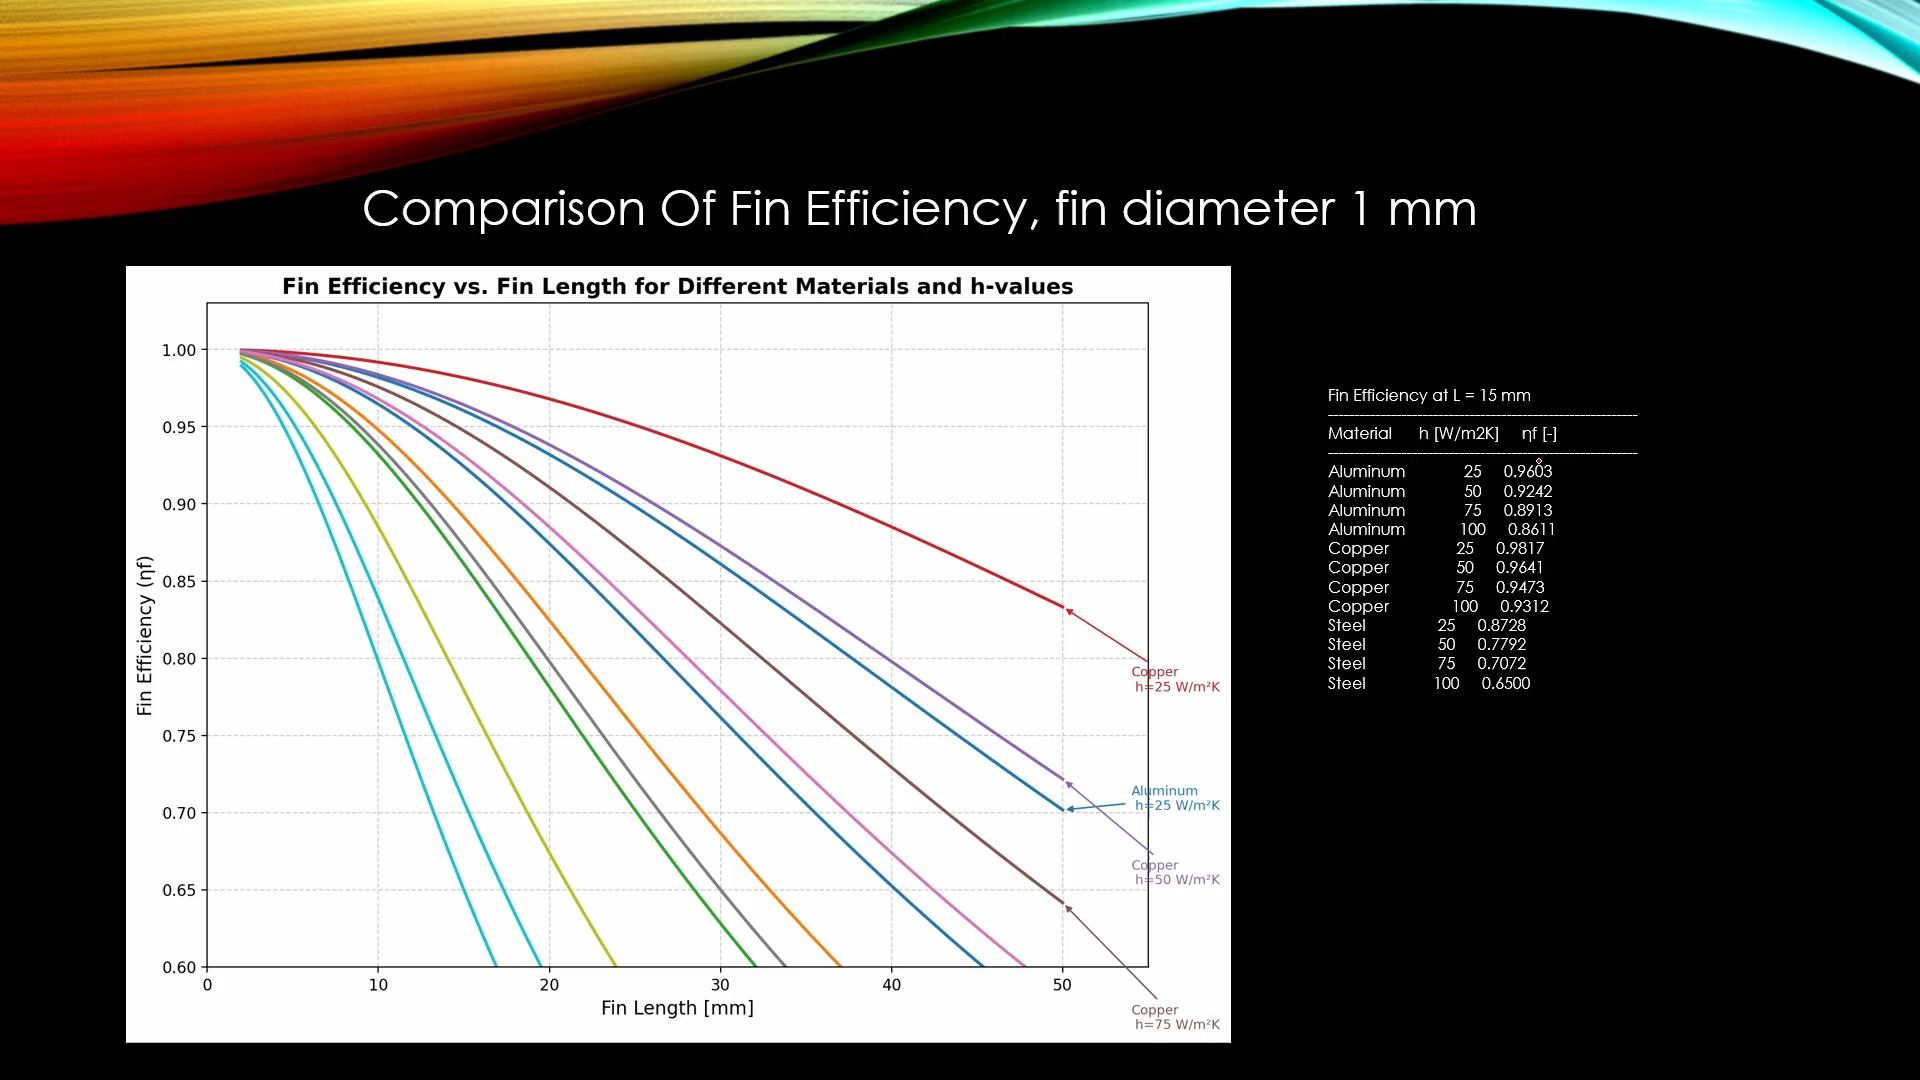 Comparison Of Fin Efficiency, fin diameter 1 mm
Fin Efficiency vs. Fin Length for Different Materials and h-values
1.00
0.95
0.90
0.85
0.80
0.75
0.70
0.65
0.60
Fin Efficiency (ηf)
0 10 20 30 40 50
Fin Length [mm]
Copper
h=25 W/m²K
Aluminum
h=25 W/m²K
Copper
h=50 W/m²K
Copper
h=75 W/m²K
Fin Efficiency at L = 15 mm
------------------------------------------------------------
Material h [W/m2K] ηf [-]
------------------------------------------------------------
Aluminum 25 0.9603
Aluminum 50 0.9242
Aluminum 75 0.8913
Aluminum 100 0.8611
Copper 25 0.9817
Copper 50 0.9641
Copper 75 0.9473
Copper 100 0.9312
Steel 25 0.8728
Steel 50 0.7792
Steel 75 0.7072
Steel 100 0.6500